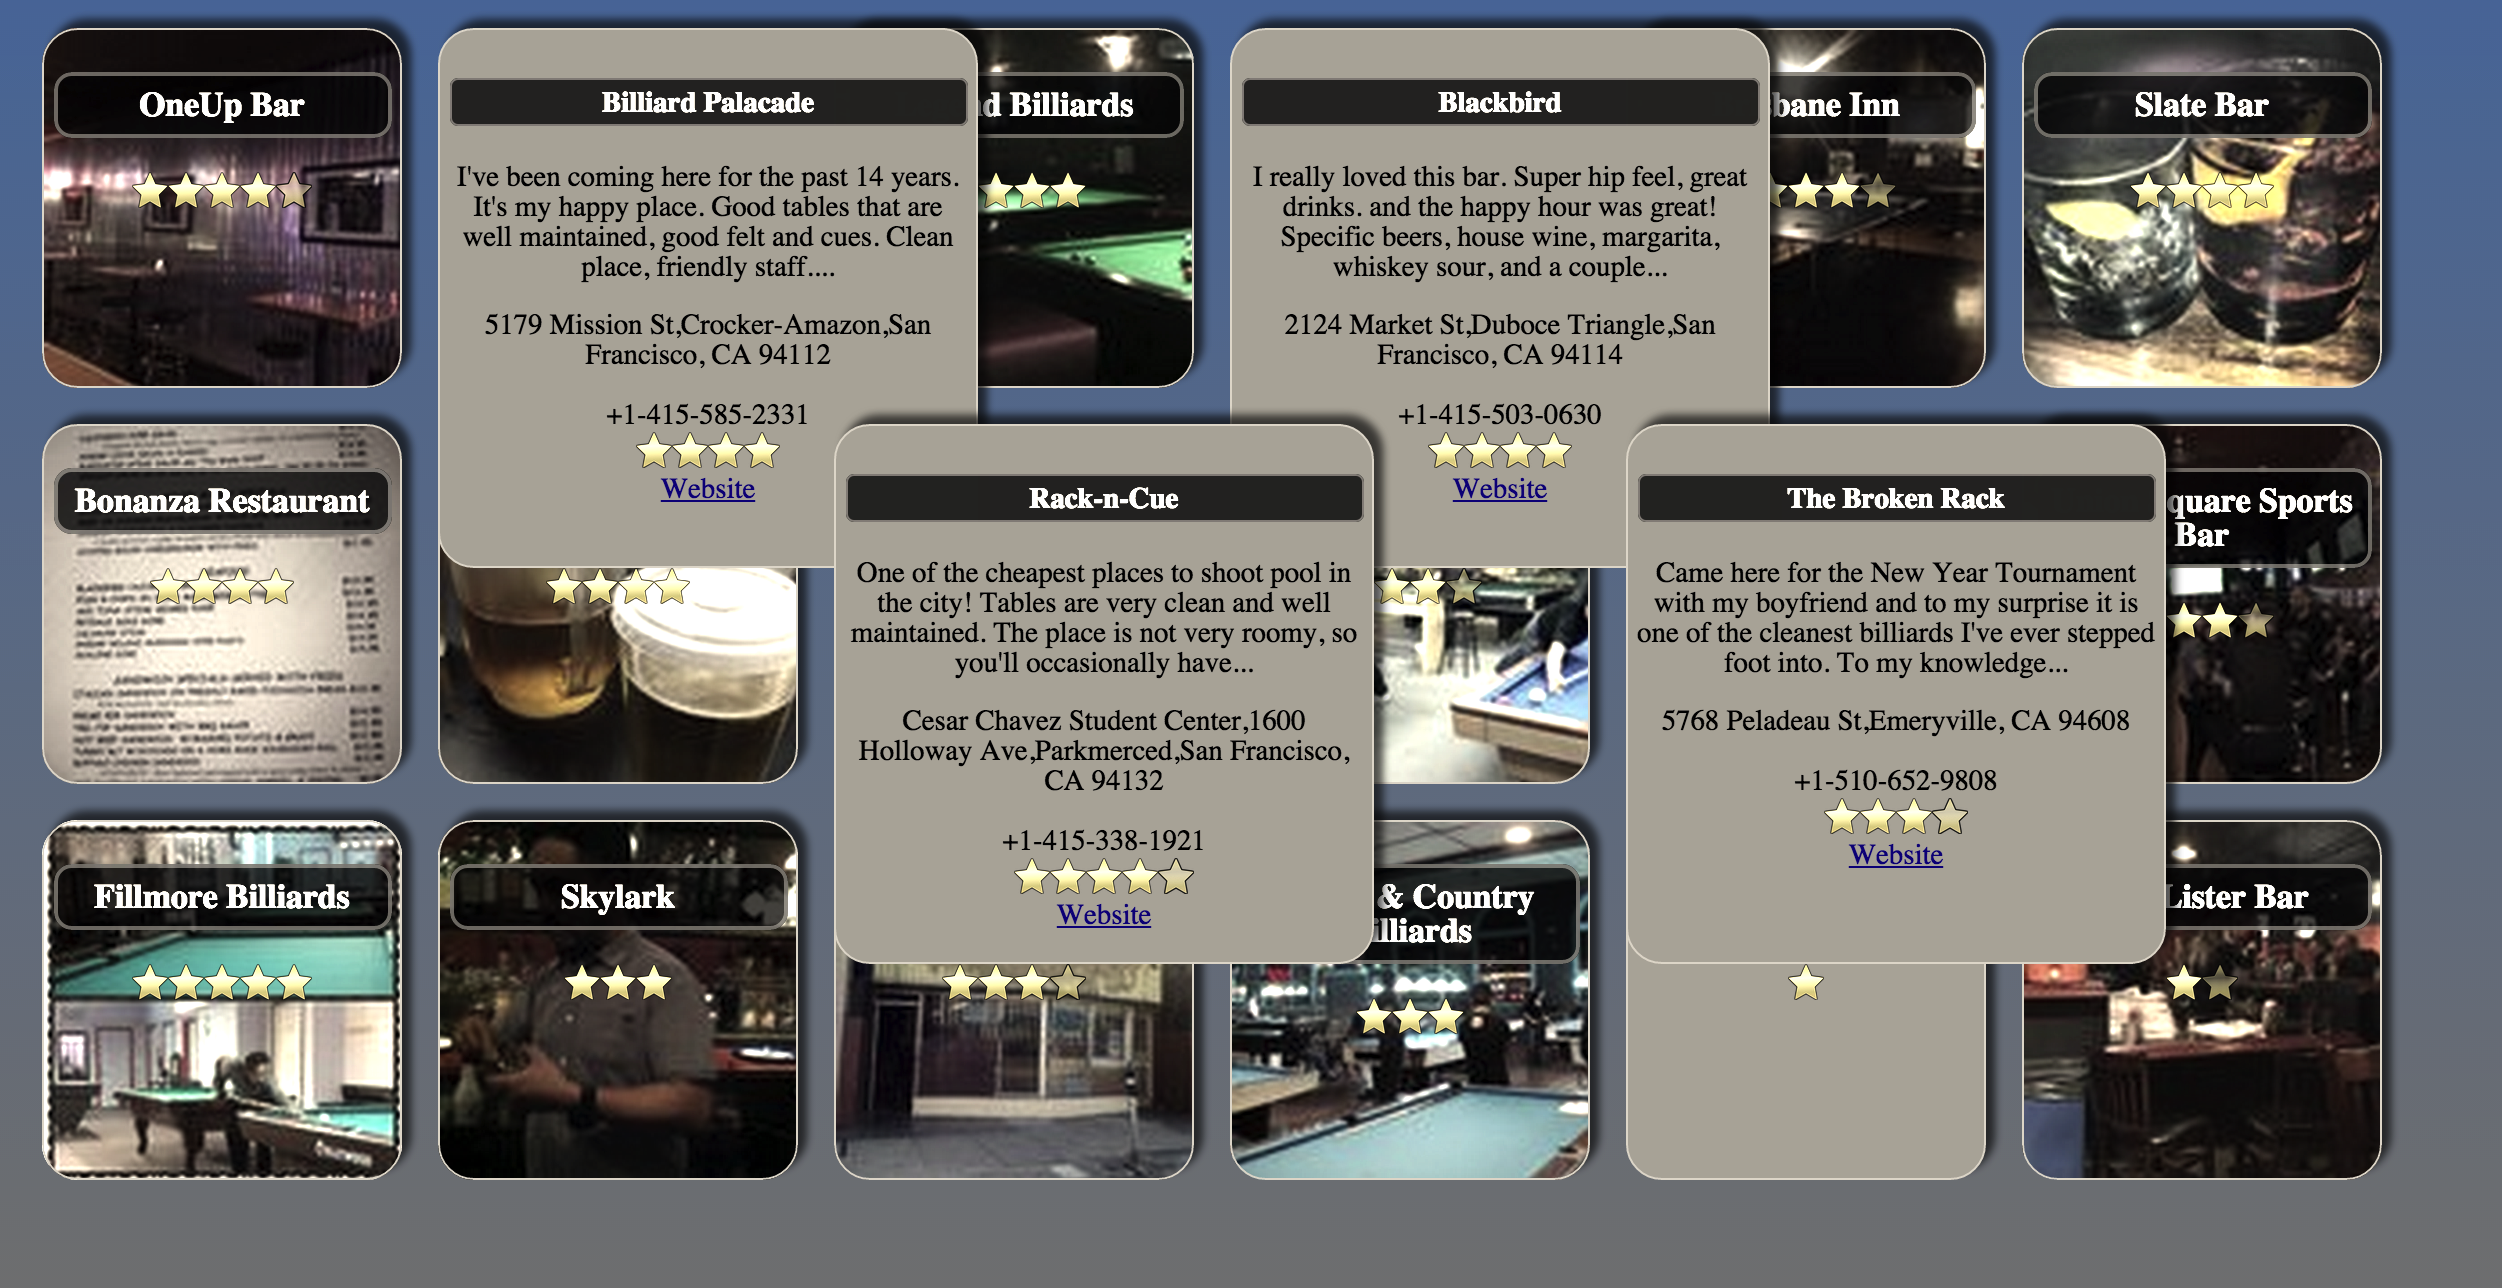 OneUp Bar
Billiard Palacade
I've been coming here for the past 14 years.
It's my happy place. Good tables that are
well maintained, good felt and cues. Clean
place, friendly staff....
5179 Mission St,Crocker-Amazon,San
Francisco, CA 94112
+1-415-585-2331
Website
Billiards
Blackbird
I really loved this bar. Super hip feel, great
drinks. and the happy hour was great!
Specific beers, house wine, margarita,
whiskey sour, and a couple...
2124 Market St,Duboce Triangle,San
Francisco, CA 94114
+1-415-503-0630
Website
bane Inn
Slate Bar
Bonanza Restaurant
Rack-n-Cue
One of the cheapest places to shoot pool in
the city! Tables are very clean and well
maintained. The place is not very roomy, so
you'll occasionally have...
Cesar Chavez Student Center,1600
Holloway Ave,Parkmerced,San Francisco,
CA 94132
+1-415-338-1921
Website
The Broken Rack
Came here for the New Year Tournament
with my boyfriend and to my surprise it is
one of the cleanest billiards I've ever stepped
foot into. To my knowledge...
5768 Peladeau St,Emeryville, CA 94608
+1-510-652-9808
Website
quare Sports
Bar
Fillmore Billiards
Skylark
& Country
lliards
Lister Bar